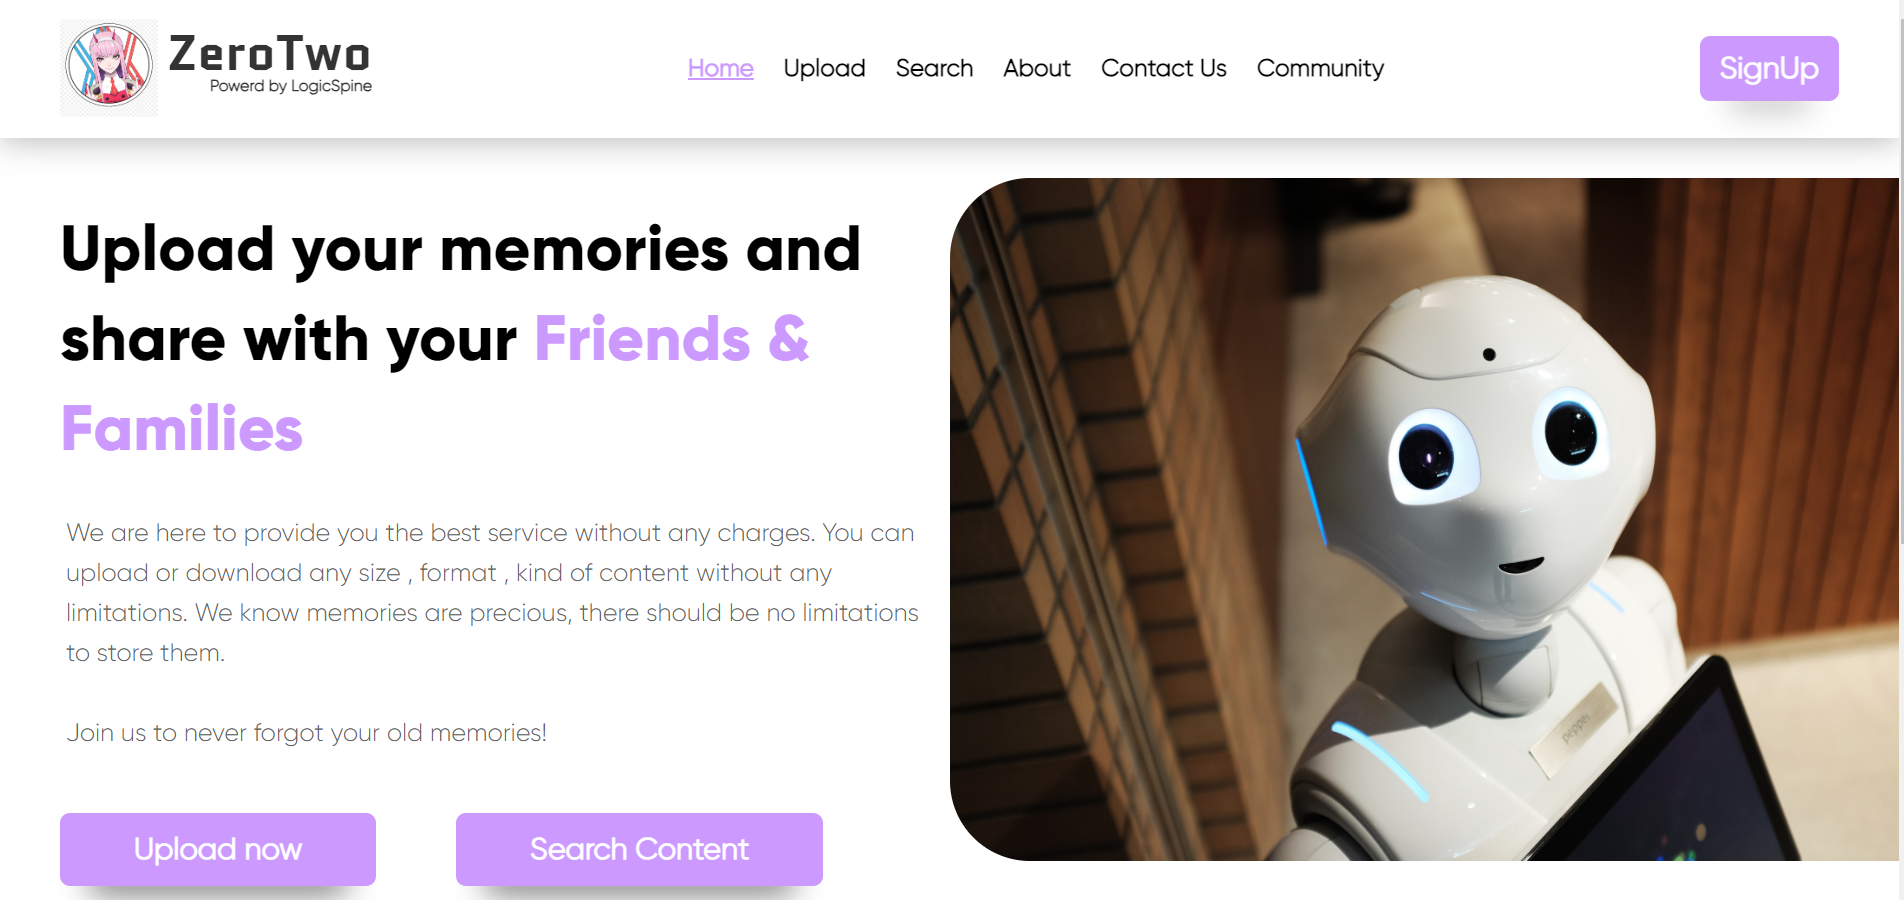 ZeroTwo
Powerd by LogicSpine
Home Upload Search About Contact Us Community
SignUp
Upload your memories and
share with your Friends &
Families
We are here to provide you the best service without any charges. You can
upload or download any size , format , kind of content without any
limitations. We know memories are precious, there should be no limitations
to store them.
Join us to never forgot your old memories!
Upload now
Search Content
pepper